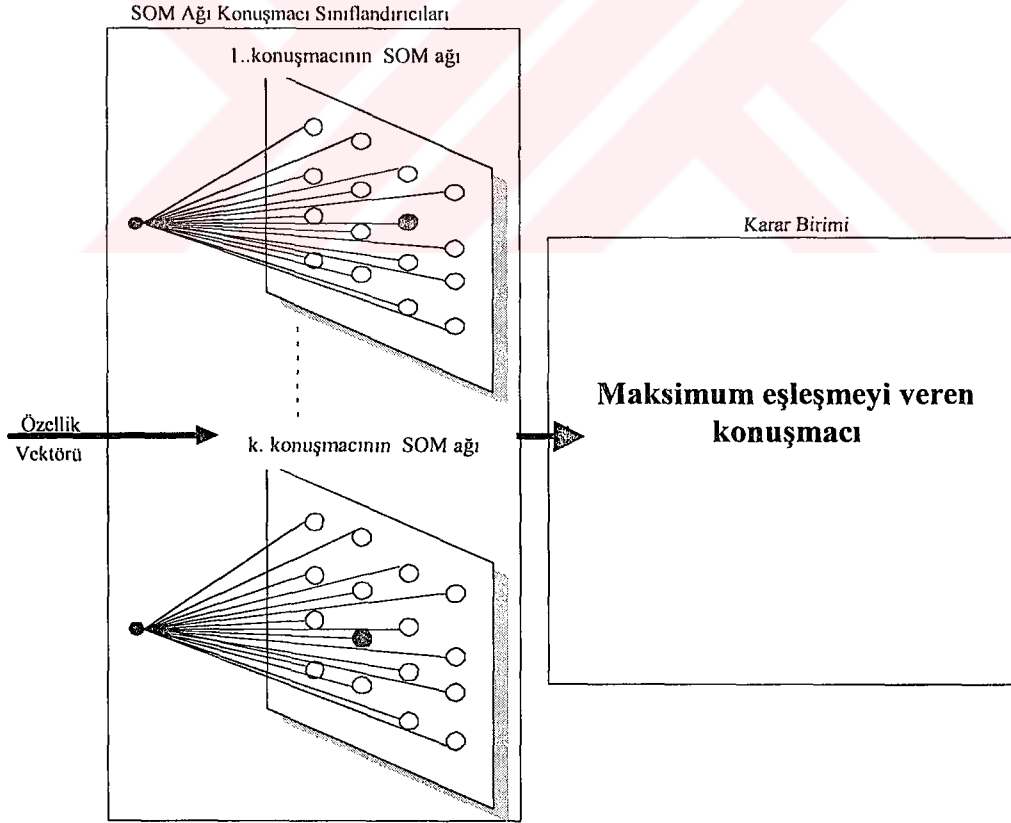 SOM Ağı Konuşmacı Sınıflandırıcıları
1..konuşmacının SOM ağı
Karar Birimi
Maksimum eşleşmeyi veren
konuşmacı
Özellik
Vektörü
k. konuşmacının SOM ağı